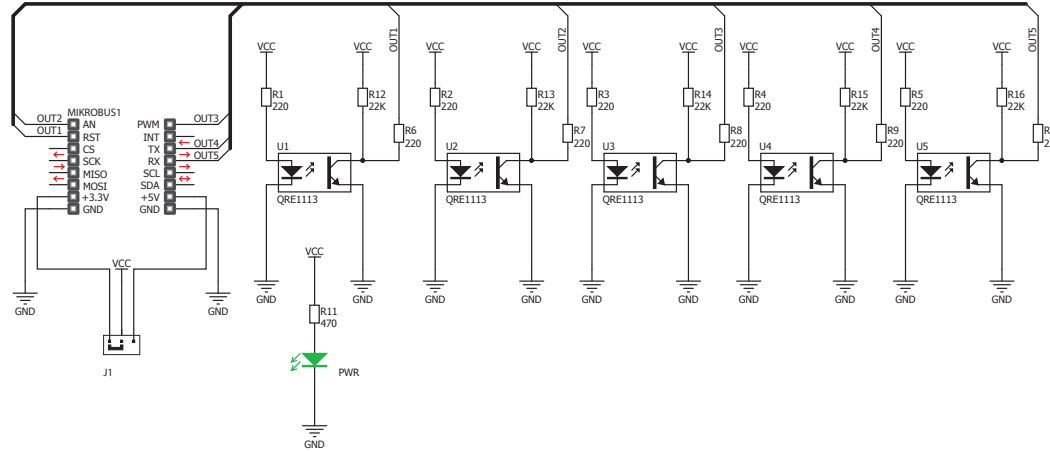 OUT1
OUT2
OUT3
OUT4
OUT5
VCC
VCC
VCC
VCC
VCC
VCC
VCC
VCC
VCC
VCC
R1
220
R12
22K
R2
220
R13
22K
R3
220
R14
22K
R4
220
R15
22K
R5
220
R16
22K
R6
220
R7
220
R8
220
R9
220
R
2
MIKROBUS1
OUT2
AN
PWM
OUT3
OUT1
RST
INT
CS
TX
OUT4
SCK
RX
OUT5
MISO
SCL
MOSI
SDA
+3.3V
+5V
GND
GND
U1
QRE1113
U2
QRE1113
U3
QRE1113
U4
QRE1113
U5
QRE1113
VCC
VCC
GND
GND
GND
GND
GND
GND
GND
GND
GND
GND
GND
GND
R11
470
J1
PWR
GND